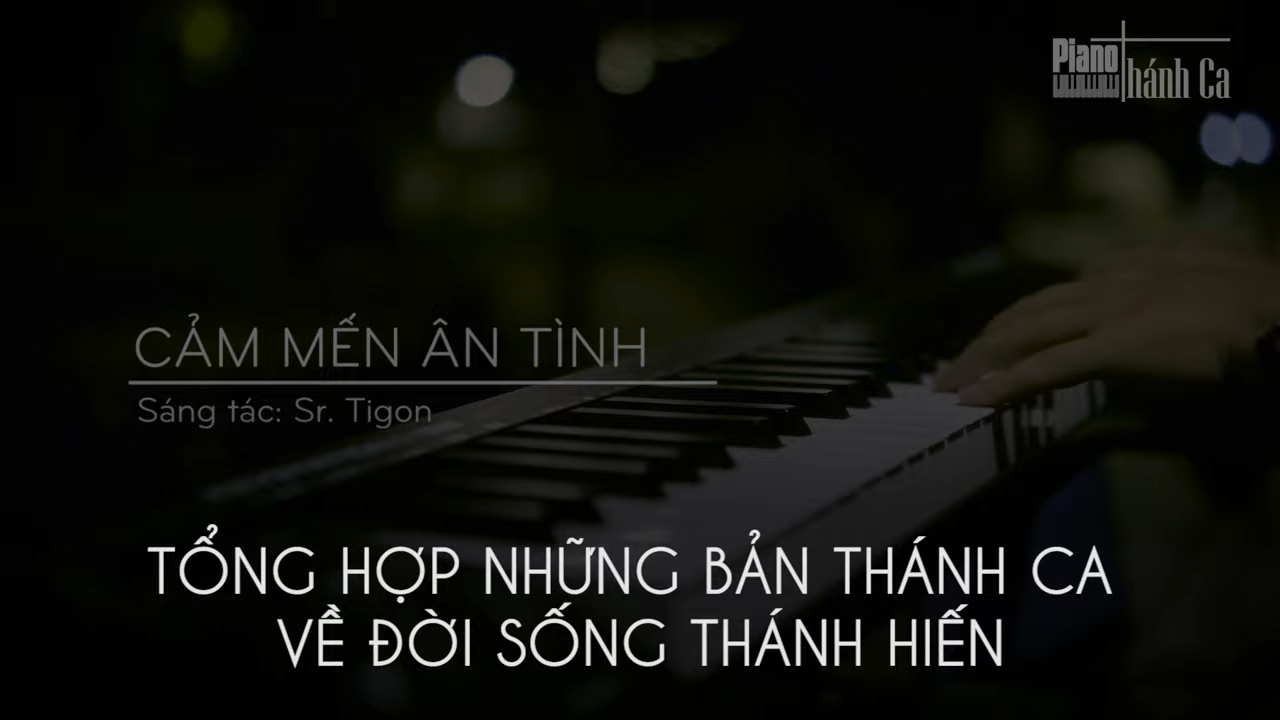 Piano
Thánh Ca
CẢM MẾN ÂN TÌNH
Sáng tác: Sr. Tigon
TỔNG HỢP NHỮNG BẢN THÁNH CA
VỀ ĐỜI SỐNG THÁNH HIẾN